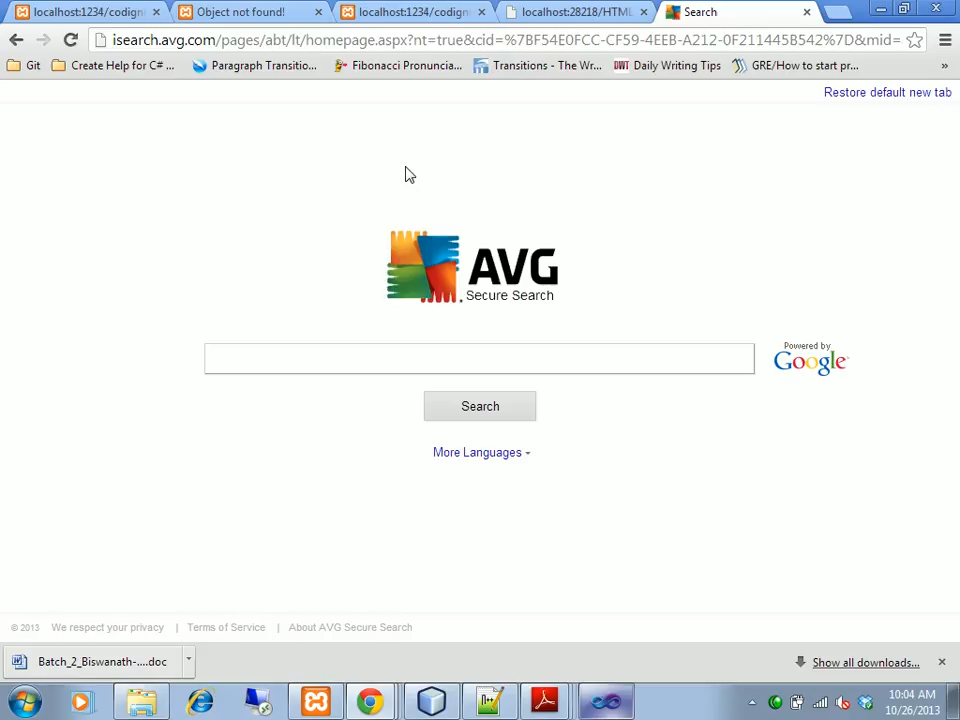 localhost:1234/codigni
Object not found!
localhost:1234/codigni
localhost:28218/HTML
Search
isearch.avg.com/pages/abt/lt/homepage.aspx?nt=true&cid=%7BF54E0FCC-CF59-4EEB-A212-0F211445B542%7D&mid=
Git
Create Help for C# ...
Paragraph Transitio...
Fibonacci Pronuncia...
Transitions - The Wr...
DWT Daily Writing Tips
GRE/How to start pr...
»
Restore default new tab
AVG
Secure Search
Powered by
Google
Search
More Languages
© 2013 We respect your privacy | Terms of Service | About AVG Secure Search
Batch_2_Biswanath-....doc
Show all downloads...
10:04 AM
10/26/2013